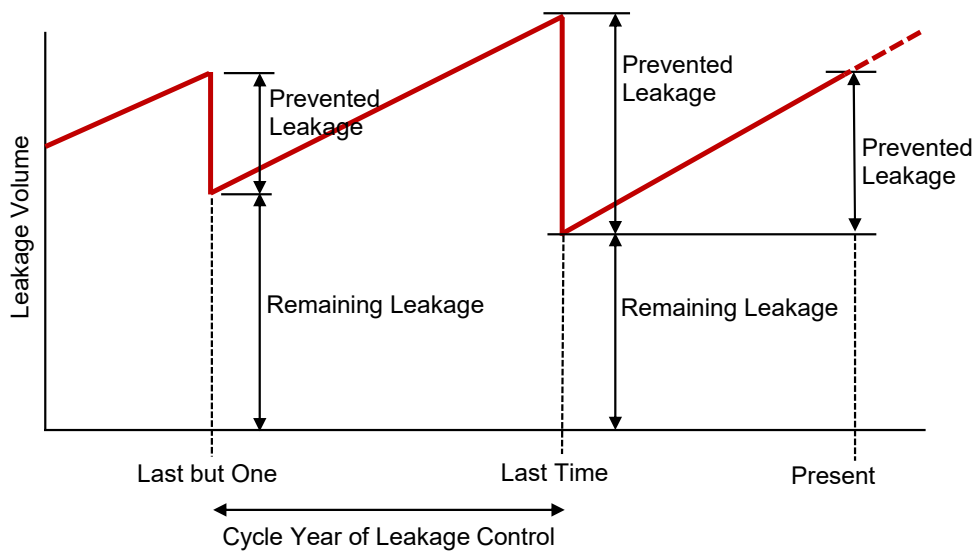 Prevented
Leakage
Prevented
Leakage
Prevented
Leakage
Leakage Volume
Remaining Leakage
Remaining Leakage
Last but One
Last Time
Present
Cycle Year of Leakage Control